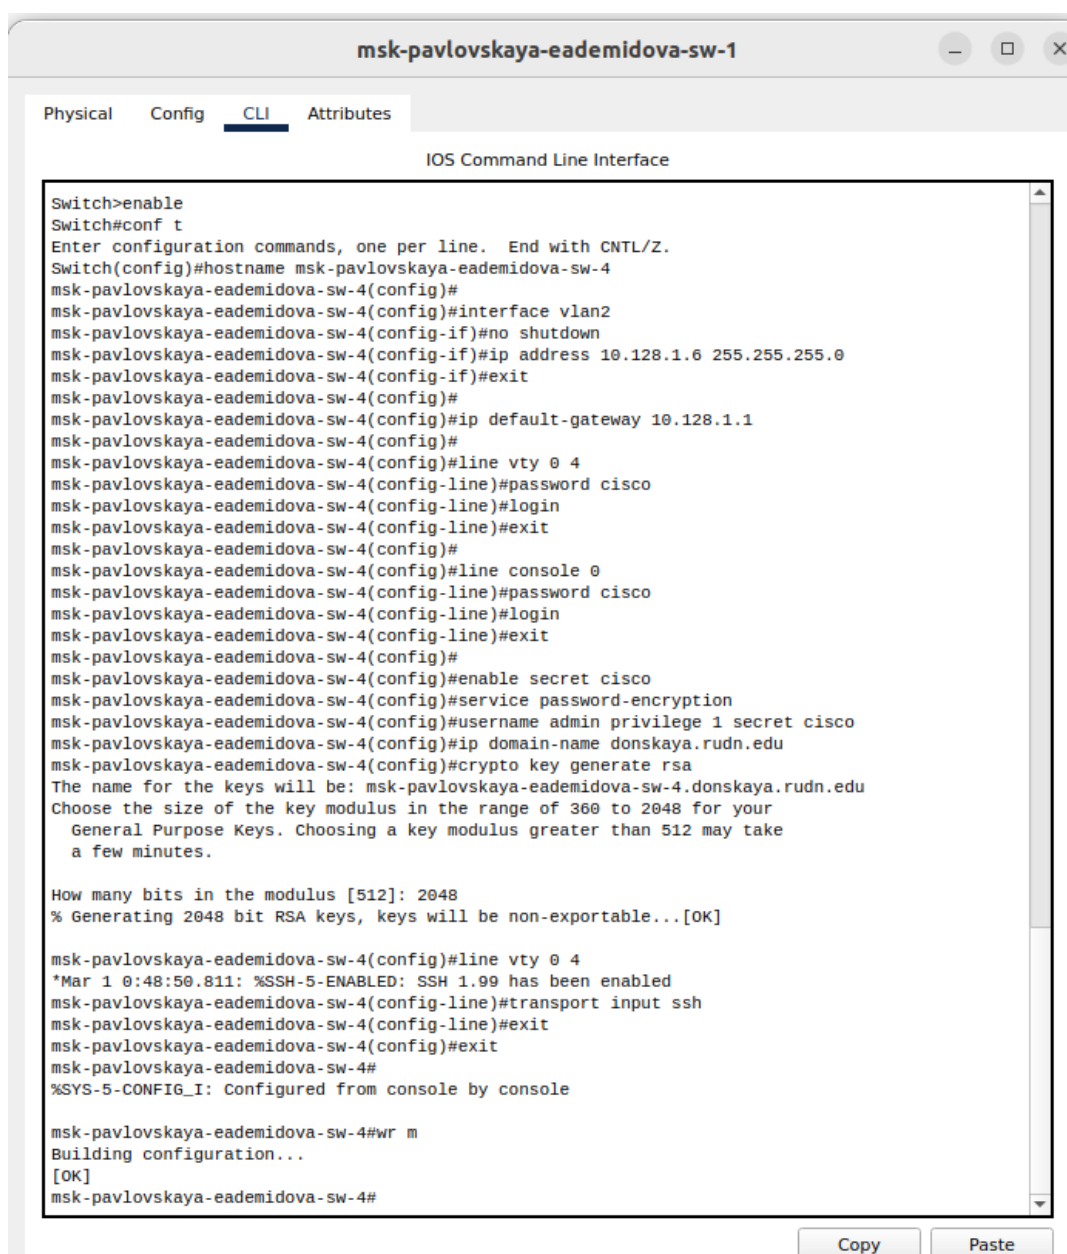 msk-pavlovskaya-eademidova-sw-1
Physical Config CLI Attributes
IOS Command Line Interface
Switch>enable
Switch#conf t
Enter configuration commands, one per line.  End with CNTL/Z.
Switch(config)#hostname msk-pavlovskaya-eademidova-sw-4
msk-pavlovskaya-eademidova-sw-4(config)#
msk-pavlovskaya-eademidova-sw-4(config)#interface vlan2
msk-pavlovskaya-eademidova-sw-4(config-if)#no shutdown
msk-pavlovskaya-eademidova-sw-4(config-if)#ip address 10.128.1.6 255.255.255.0
msk-pavlovskaya-eademidova-sw-4(config-if)#exit
msk-pavlovskaya-eademidova-sw-4(config)#
msk-pavlovskaya-eademidova-sw-4(config)#ip default-gateway 10.128.1.1
msk-pavlovskaya-eademidova-sw-4(config)#
msk-pavlovskaya-eademidova-sw-4(config)#line vty 0 4
msk-pavlovskaya-eademidova-sw-4(config-line)#password cisco
msk-pavlovskaya-eademidova-sw-4(config-line)#login
msk-pavlovskaya-eademidova-sw-4(config-line)#exit
msk-pavlovskaya-eademidova-sw-4(config)#
msk-pavlovskaya-eademidova-sw-4(config)#line console 0
msk-pavlovskaya-eademidova-sw-4(config-line)#password cisco
msk-pavlovskaya-eademidova-sw-4(config-line)#login
msk-pavlovskaya-eademidova-sw-4(config-line)#exit
msk-pavlovskaya-eademidova-sw-4(config)#
msk-pavlovskaya-eademidova-sw-4(config)#enable secret cisco
msk-pavlovskaya-eademidova-sw-4(config)#service password-encryption
msk-pavlovskaya-eademidova-sw-4(config)#username admin privilege 1 secret cisco
msk-pavlovskaya-eademidova-sw-4(config)#ip domain-name donskaya.rudn.edu
msk-pavlovskaya-eademidova-sw-4(config)#crypto key generate rsa
The name for the keys will be: msk-pavlovskaya-eademidova-sw-4.donskaya.rudn.edu
Choose the size of the key modulus in the range of 360 to 2048 for your
  General Purpose Keys. Choosing a key modulus greater than 512 may take
  a few minutes.
How many bits in the modulus [512]: 2048
% Generating 2048 bit RSA keys, keys will be non-exportable...[OK]
msk-pavlovskaya-eademidova-sw-4(config)#line vty 0 4
*Mar 1 0:48:50.811: %SSH-5-ENABLED: SSH 1.99 has been enabled
msk-pavlovskaya-eademidova-sw-4(config-line)#transport input ssh
msk-pavlovskaya-eademidova-sw-4(config-line)#exit
msk-pavlovskaya-eademidova-sw-4(config)#exit
msk-pavlovskaya-eademidova-sw-4#
%SYS-5-CONFIG_I: Configured from console by console
msk-pavlovskaya-eademidova-sw-4#wr m
Building configuration...
[OK]
msk-pavlovskaya-eademidova-sw-4#
Copy Paste